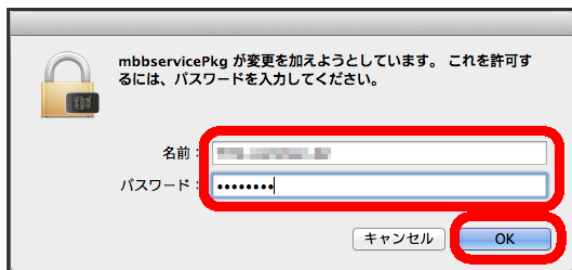 mbbservicePkg が変更を加えようとしています。 これを許可す
るには、パスワードを入力してください。
名前：
パスワード： ••••••••
キャンセル OK